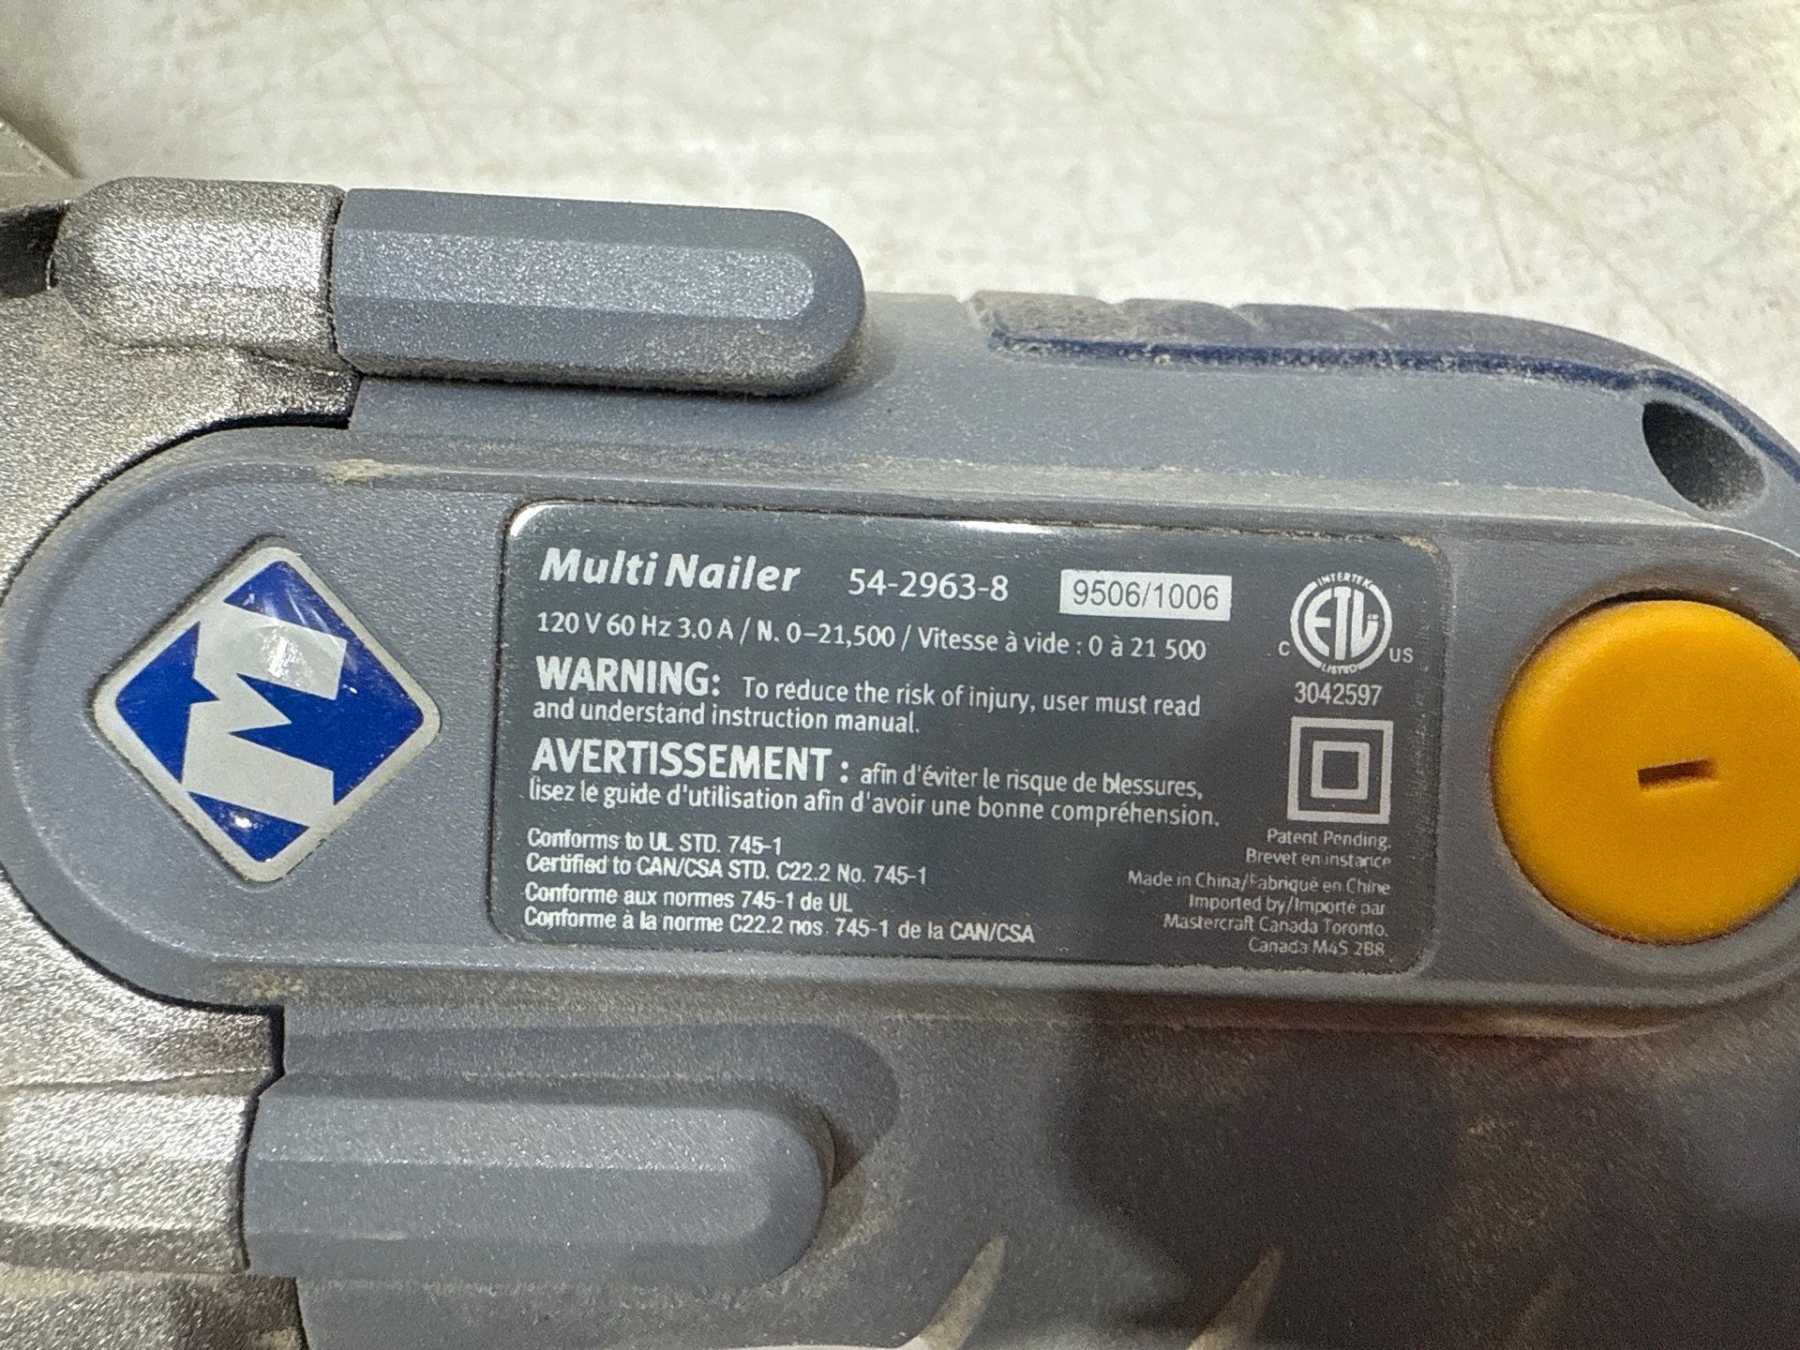 Multi Nailer 54-2963-8 9506/1006
120 V 60 Hz 3.0 A / N. 0–21,500 / Vitesse à vide : 0 à 21 500
WARNING: To reduce the risk of injury, user must read
and understand instruction manual.
AVERTISSEMENT : afin d'éviter le risque de blessures,
lisez le guide d'utilisation afin d'avoir une bonne compréhension.
Conforms to UL STD. 745-1
Certified to CAN/CSA STD. C22.2 No. 745-1
Conforme aux normes 745-1 de UL
Conforme à la norme C22.2 nos. 745-1 de la CAN/CSA
INTERTEK
ETL
C US
LISTED
3042597
Patent Pending.
Brevet en instance
Made in China/Fabriqué en Chine
Imported by/Importé par
Mastercraft Canada Toronto.
Canada M4S 2B8
M